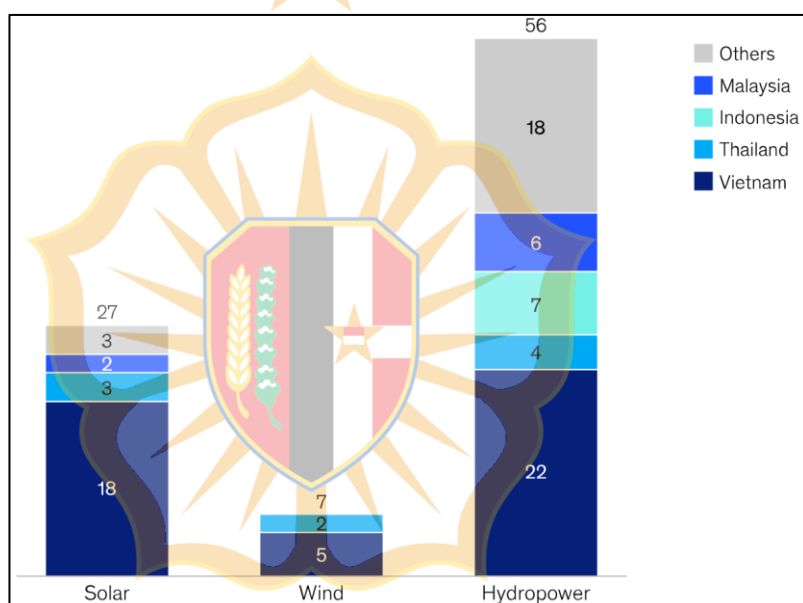 56
Others
Malaysia
Indonesia
Thailand
Vietnam
18
6
7
4
22
27
3
2
3
18
7
2
5
Solar Wind Hydropower